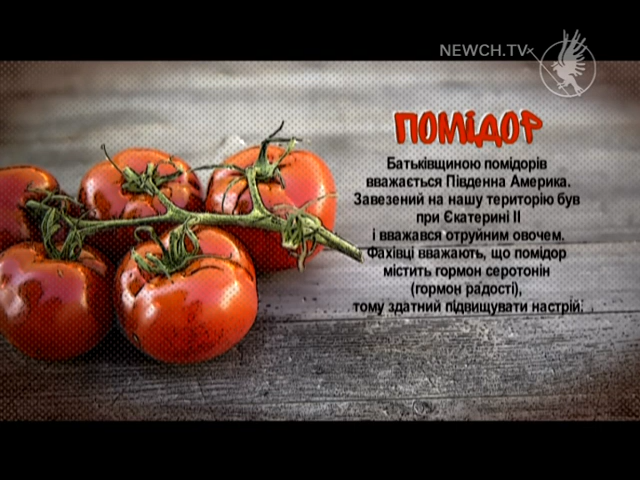 NEWCH.TV
ПОМіДОР
Батьківщиною помідорів
вважається Південна Америка.
Завезений на нашу територію був
при Єкатерині ІІ
і вважався отруйним овочем.
Фахівці вважають, що помідор
містить гормон серотонін
(гормон радості),
тому здатний підвищувати настрій.